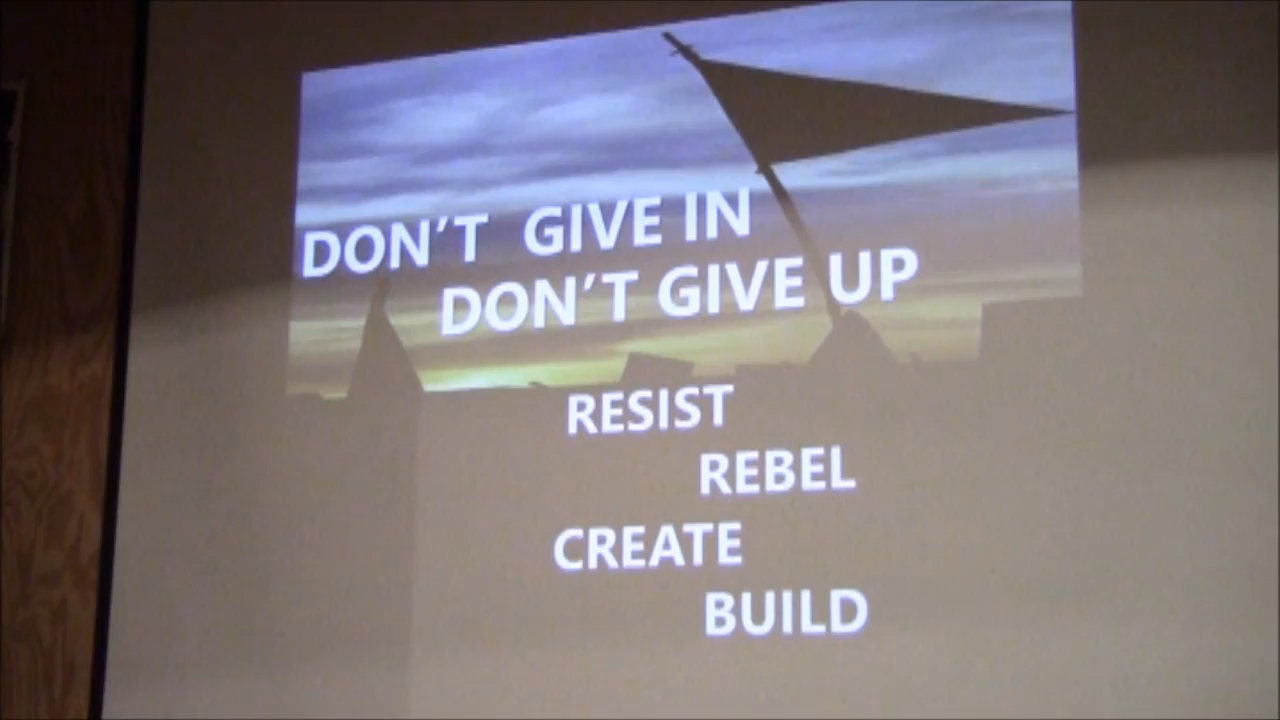 DON'T GIVE IN
DON'T GIVE UP
RESIST
REBEL
CREATE
BUILD